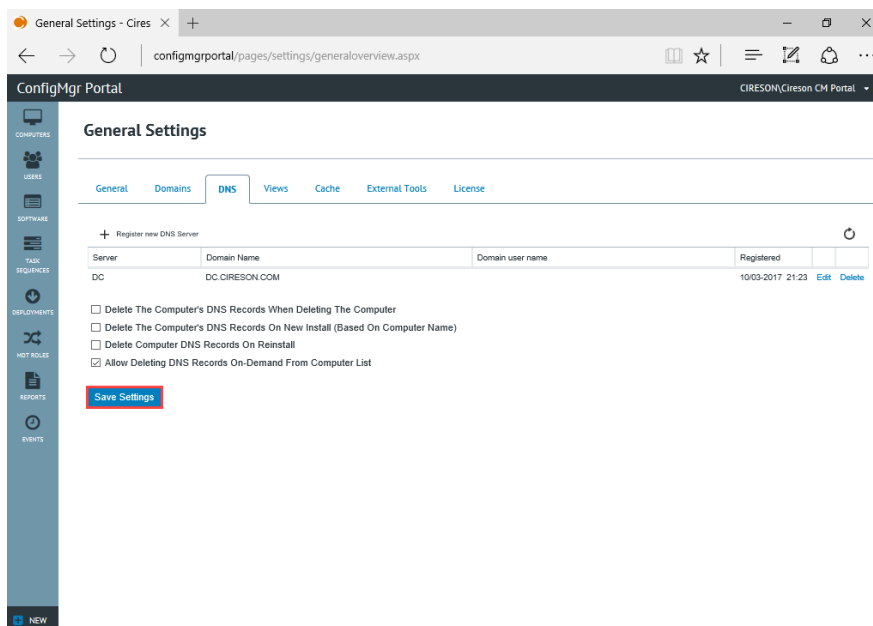 General Settings - Cires
configmgrportal/pages/settings/generaloverview.aspx
ConfigMgr Portal
CIRESON\Cireson CM Portal
COMPUTERS
USERS
SOFTWARE
TASK
SEQUENCES
DEPLOYMENTS
MDT ROLES
REPORTS
EVENTS
NEW
General Settings
General Domains DNS Views Cache External Tools License
Register new DNS Server
Server Domain Name Domain user name Registered
DC DC.CIRESON.COM 10/03-2017 21:23 Edit Delete
Delete The Computer's DNS Records When Deleting The Computer
Delete The Computer's DNS Records On New Install (Based On Computer Name)
Delete Computer DNS Records On Reinstall
Allow Deleting DNS Records On-Demand From Computer List
Save Settings